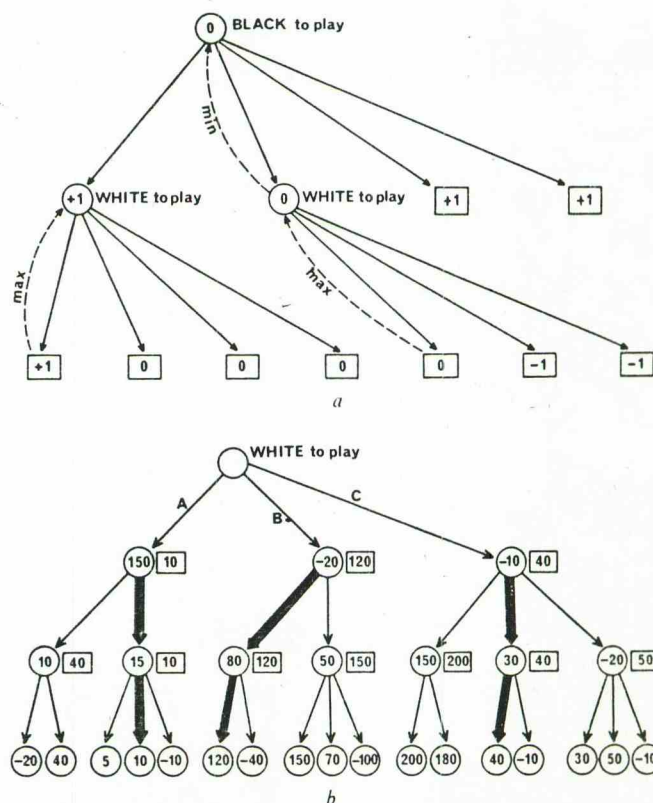 0 BLACK to play
min
+1 WHITE to play 0 WHITE to play +1 +1
max max
+1 0 0 0 0 -1 -1
a
WHITE to play
A B C
150 10 -20 120 -10 40
10 40 15 10 80 120 50 150 150 200 30 40 -20 50
-20 40 5 10 -10 120 -40 150 70 -100 200 180 40 -10 30 50 -10
b